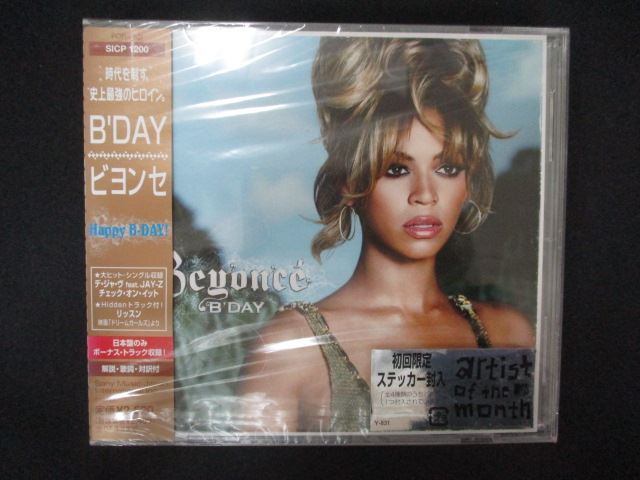 SICP 1200
時代を制す、
史上最強のヒロイン。
B'DAY
ビヨンセ
Happy B-DAY!
★大ヒット・シングル収録
デ・ジャ・ヴ feat. JAY-Z
チェック・オン・イット
★Hiddenトラック付!
リッスン
映画「ドリームガールズ」より
日本盤のみ
ボーナス・トラック収録!
解説・歌詞・対訳付
Sony Music
Beyoncé
B'DAY
初回限定
ステッカー封入
Y-831
artist
of the
month